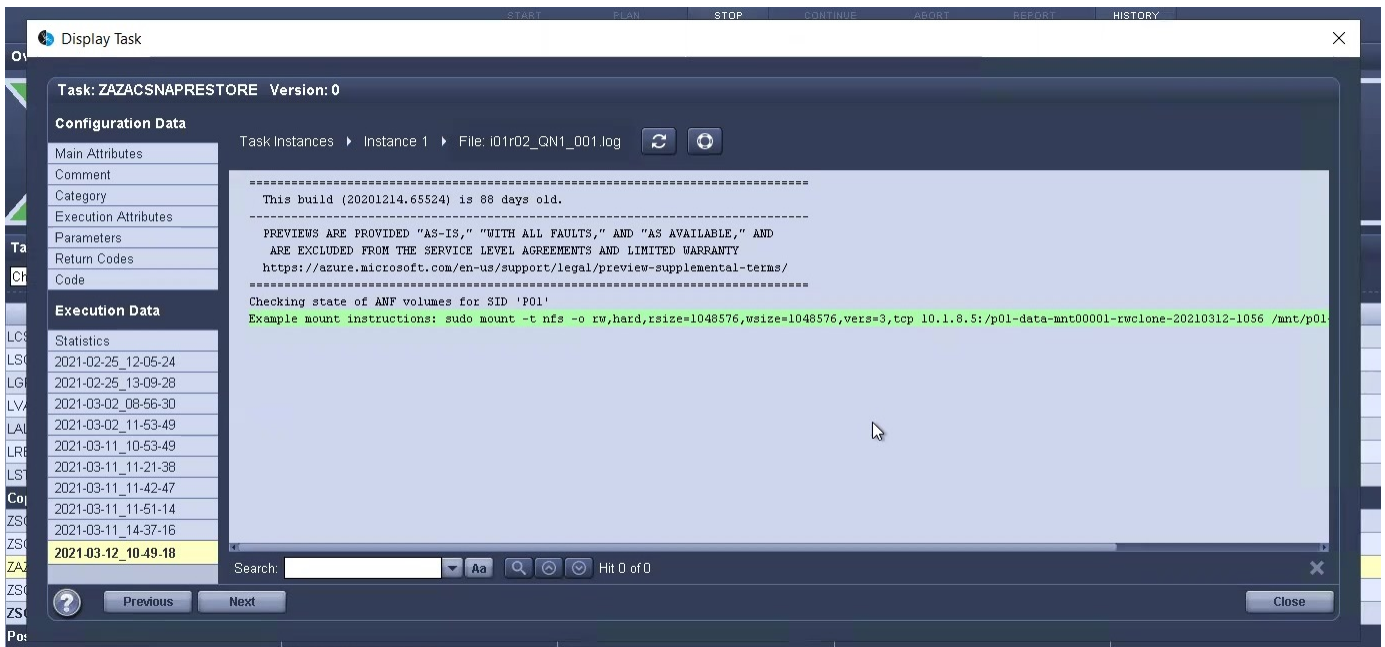 START PLAN STOP CONTINUE ABORT REPORT HISTORY
Display Task
Task: ZAZACSNAPRESTORE Version: 0
Configuration Data
Main Attributes
Comment
Category
Execution Attributes
Parameters
Return Codes
Code
Execution Data
Statistics
2021-02-25_12-05-24
2021-02-25_13-09-28
2021-03-02_08-56-30
2021-03-02_11-53-49
2021-03-11_10-53-49
2021-03-11_11-21-38
2021-03-11_11-42-47
2021-03-11_11-51-14
2021-03-11_14-37-16
2021-03-12_10-49-18
Task Instances Instance 1 File: i01r02_QN1_001.log
================================================================================
This build (20201214.65524) is 88 days old.
--------------------------------------------------------------------------------
PREVIEWS ARE PROVIDED "AS-IS," "WITH ALL FAULTS," AND "AS AVAILABLE," AND
ARE EXCLUDED FROM THE SERVICE LEVEL AGREEMENTS AND LIMITED WARRANTY
https://azure.microsoft.com/en-us/support/legal/preview-supplemental-terms/
================================================================================
Checking state of ANF volumes for SID 'P01'
Example mount instructions: sudo mount -t nfs -o rw,hard,rsize=1048576,wsize=1048576,vers=3,tcp 10.1.8.5:/p01-data-mnt00001-rwclone-20210312-1056 /mnt/p01-
Search: Aa Hit 0 of 0
? Previous Next Close